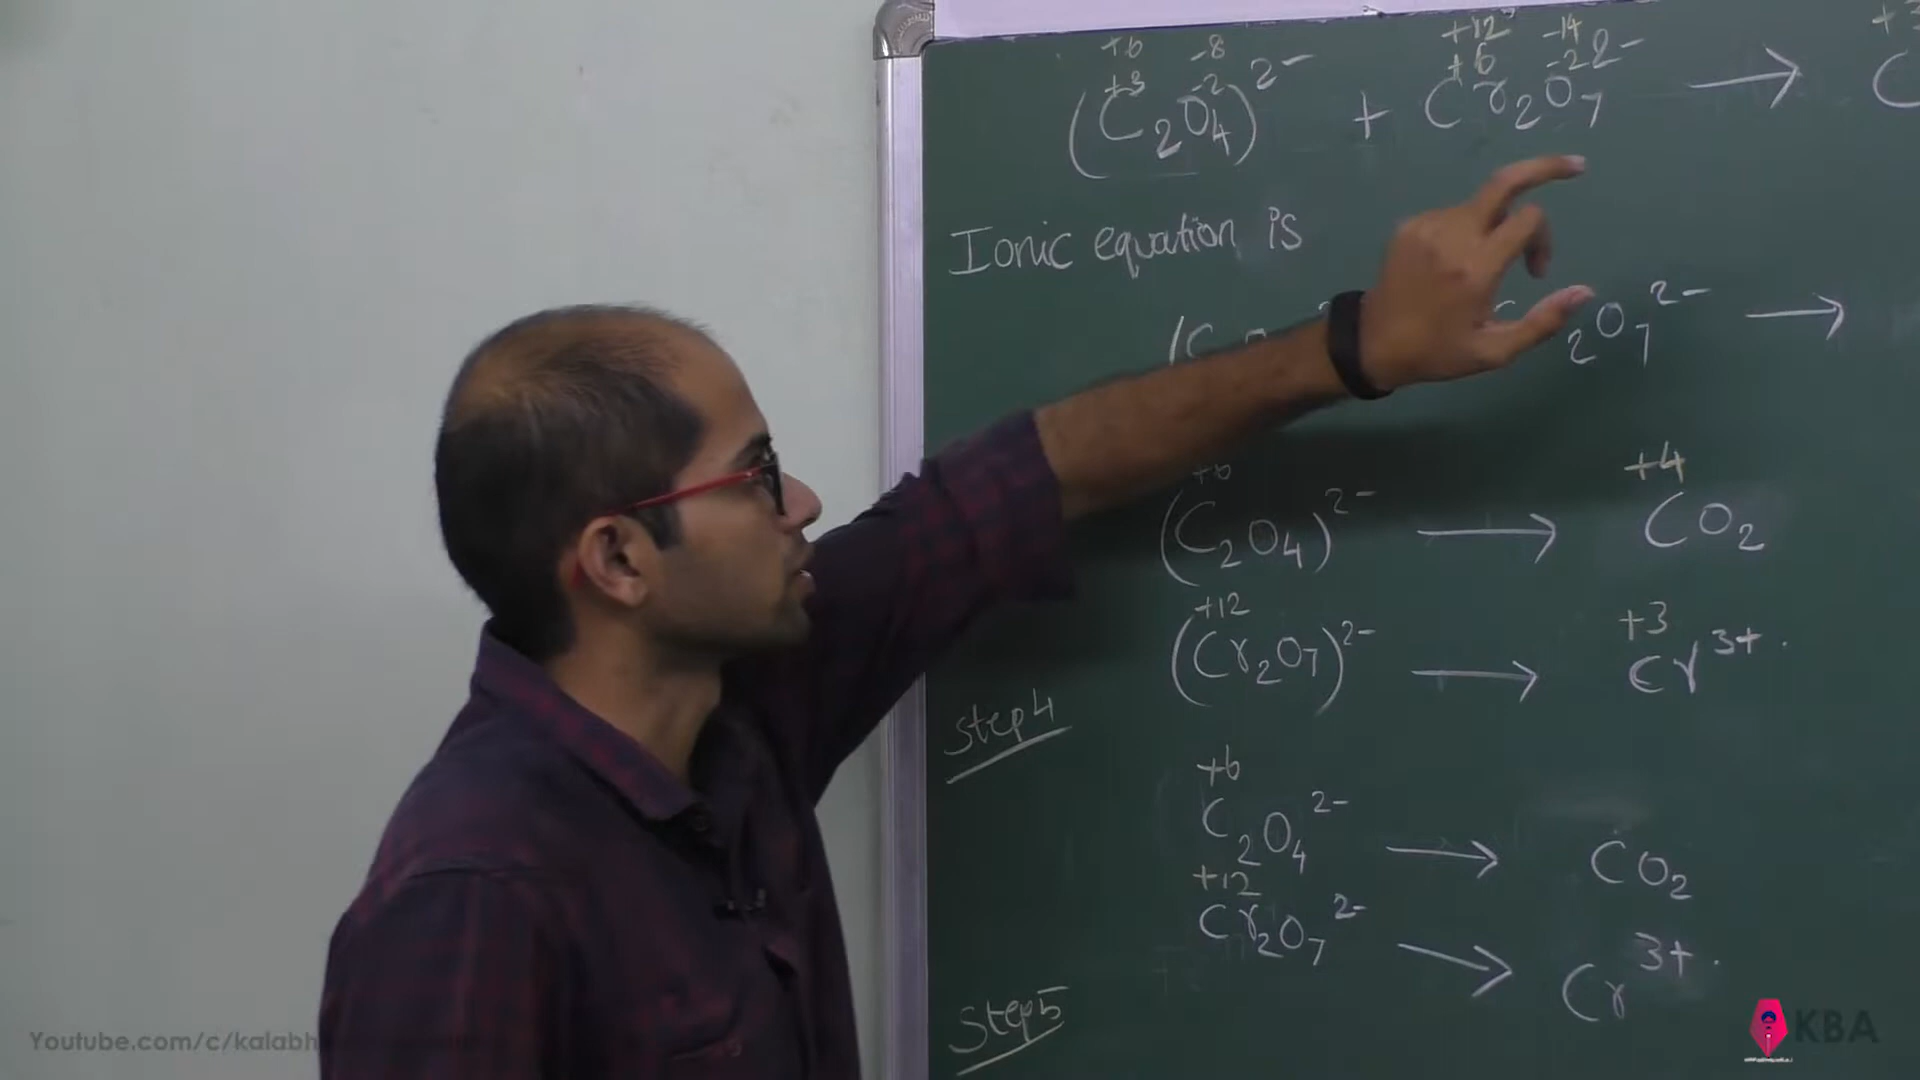 +6 -8 +12 -14
+3 -2 +6 -2
(C2O4)2- + Cr2O7 2- → C
Ionic equation is
2O7 2- →
+6 +4
(C2O4)2- → CO2
+12 +3
(Cr2O7)2- → Cr3+.
Step 4
+6
C2O4 2- → CO2
+12
Cr2O7 2- → Cr3+.
Step 5
Youtube.com/c/kalabh
KBA